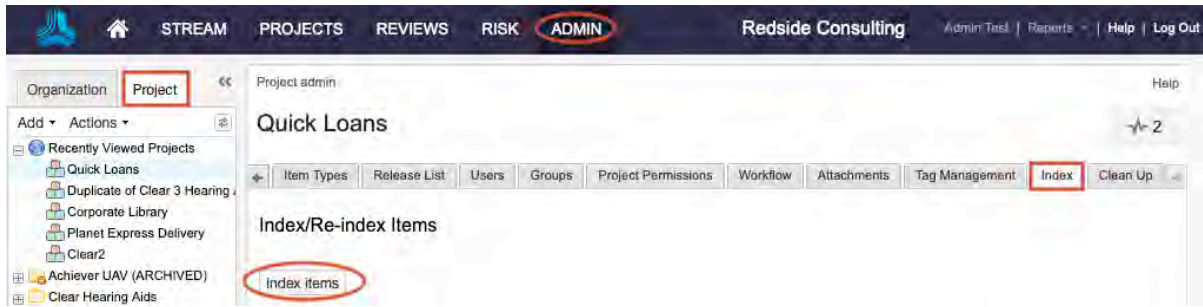 STREAM PROJECTS REVIEWS RISK ADMIN Redside Consulting Admin Test | Reports | Help | Log Out
Organization Project «
Project admin Help
Add Actions
Quick Loans 2
Recently Viewed Projects
Quick Loans
Duplicate of Clear 3 Hearing
Corporate Library
Planet Express Delivery
Clear2
Achiever UAV (ARCHIVED)
Clear Hearing Aids
Item Types Release List Users Groups Project Permissions Workflow Attachments Tag Management Index Clean Up
Index/Re-index Items
Index items